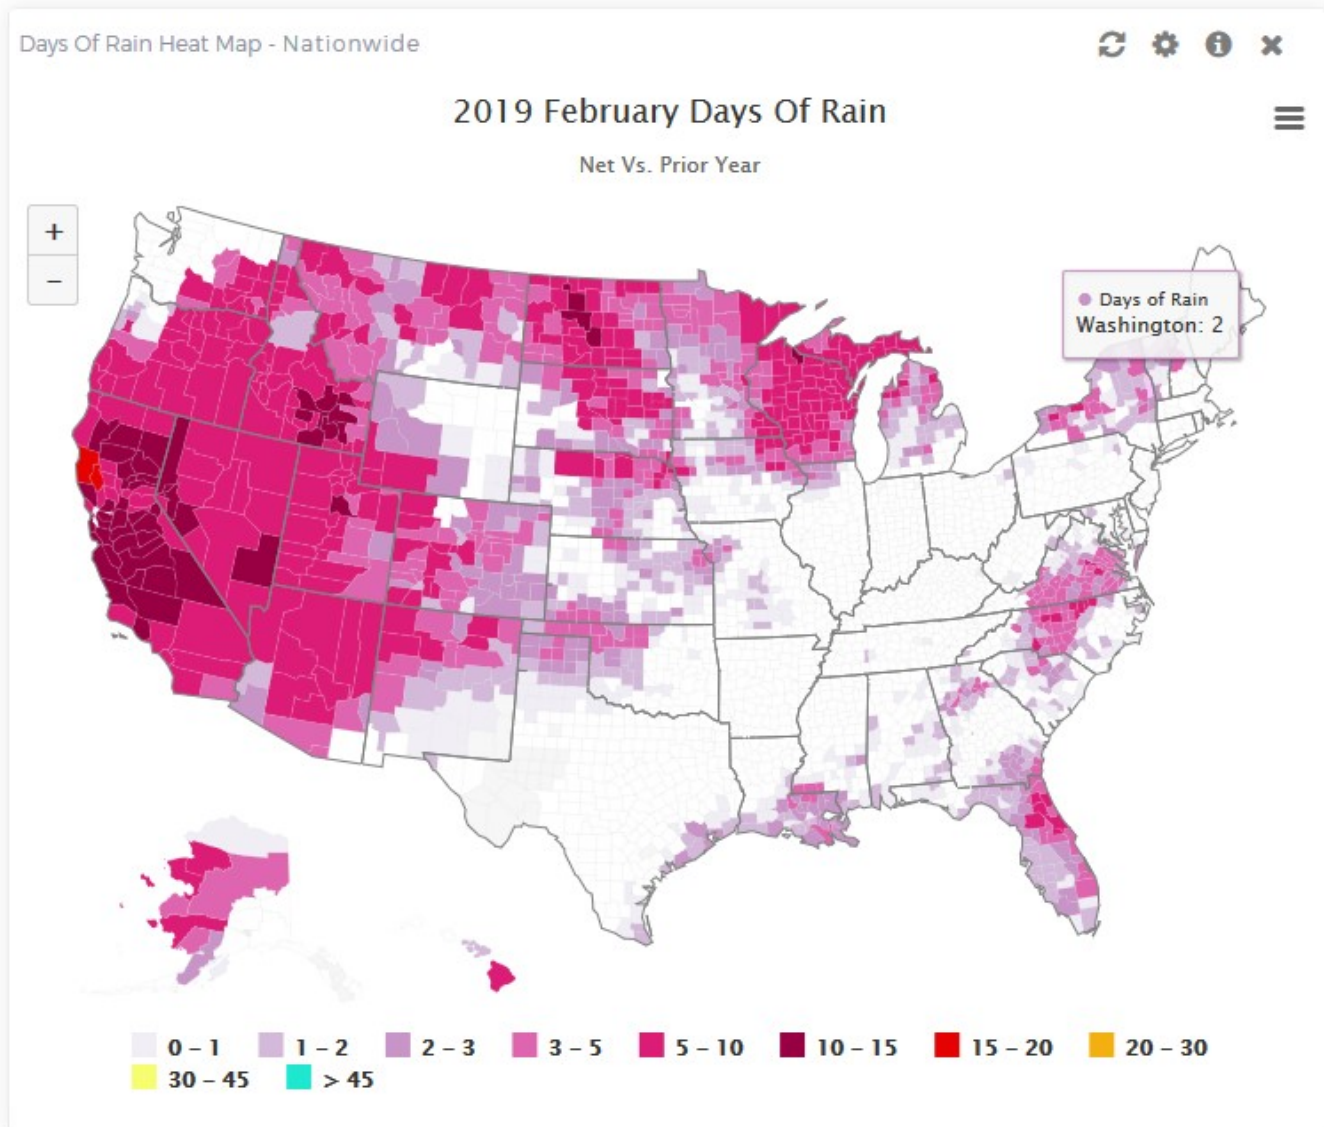 Days Of Rain Heat Map - Nationwide
2019 February Days Of Rain
Net Vs. Prior Year
+
−
Days of Rain
Washington: 2
0 – 1 1 – 2 2 – 3 3 – 5 5 – 10 10 – 15 15 – 20 20 – 30
30 – 45 > 45